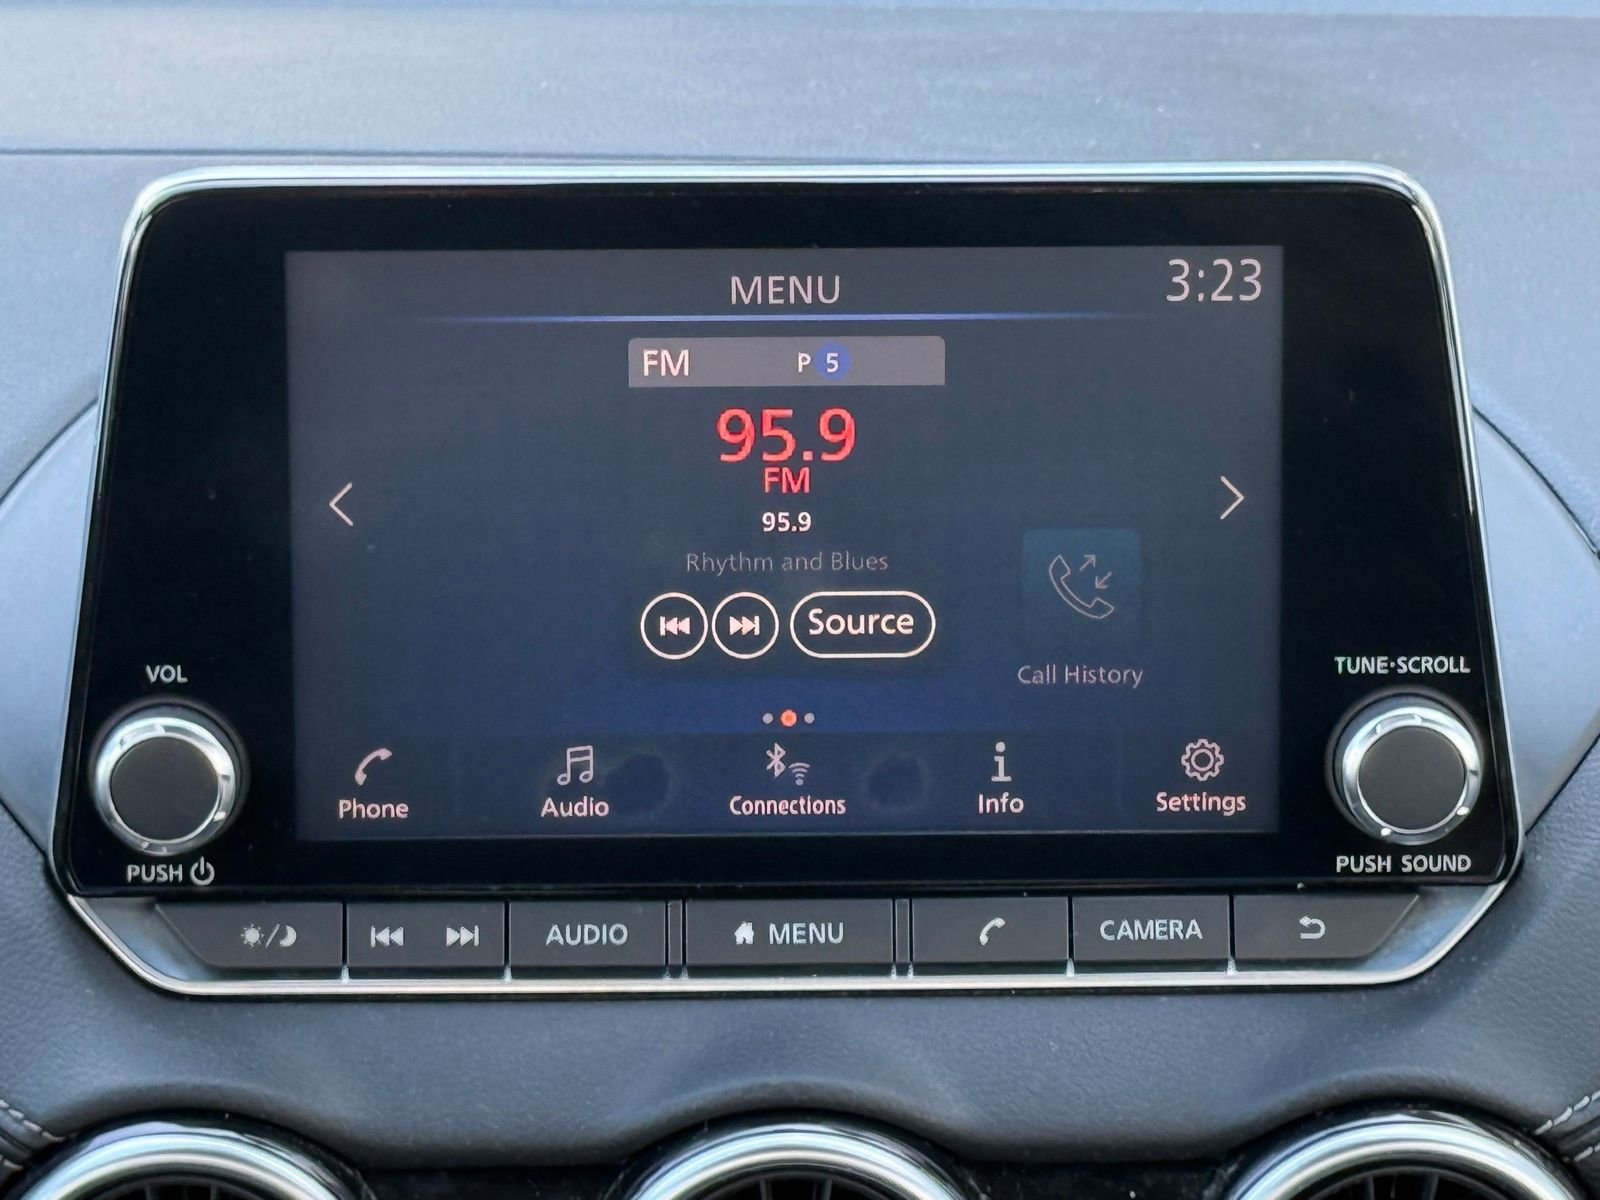 MENU
3:23
FM P 5
95.9
FM
95.9
Rhythm and Blues
Source
Call History
VOL
TUNE•SCROLL
Phone
Audio
Connections
Info
Settings
PUSH
PUSH SOUND
AUDIO
MENU
CAMERA